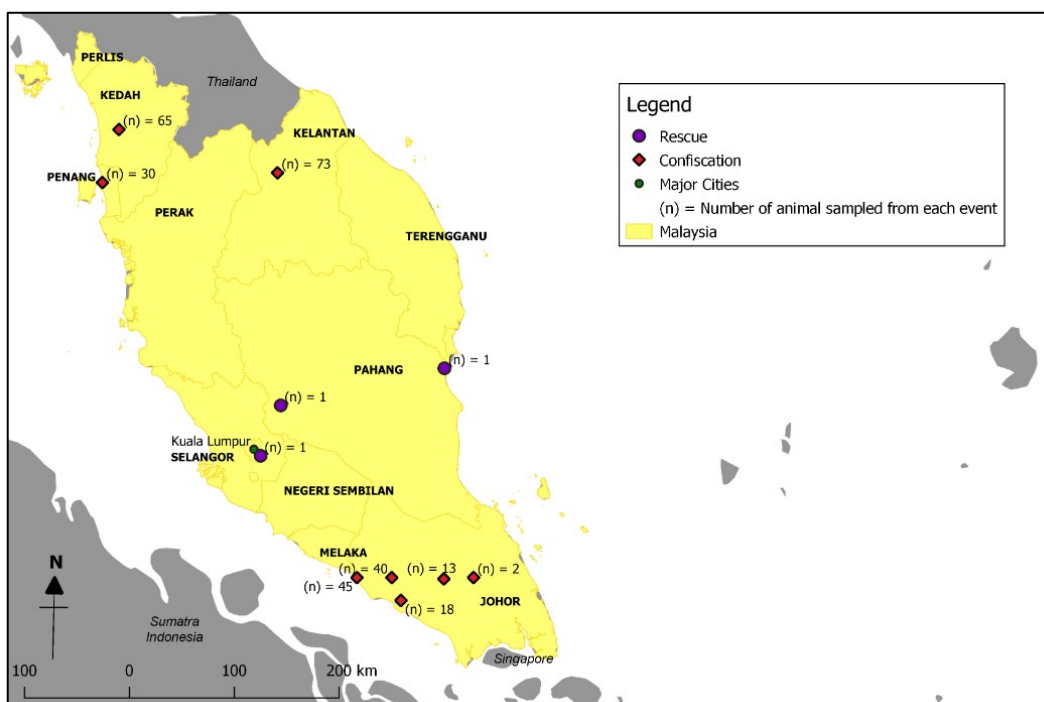 PERLIS
Thailand
KEDAH
(n) = 65
KELANTAN
(n) = 73
PENANG
(n) = 30
PERAK
TERENGGANU
(n) = 1
PAHANG
(n) = 1
Kuala Lumpur
(n) = 1
SELANGOR
NEGERI SEMBILAN
MELAKA
(n) = 40
(n) = 13
(n) = 2
(n) = 45
JOHOR
(n) = 18
N
Sumatra
Indonesia
Singapore
100
0
100
200 km
Legend
Rescue
Confiscation
Major Cities
(n) = Number of animal sampled from each event
Malaysia